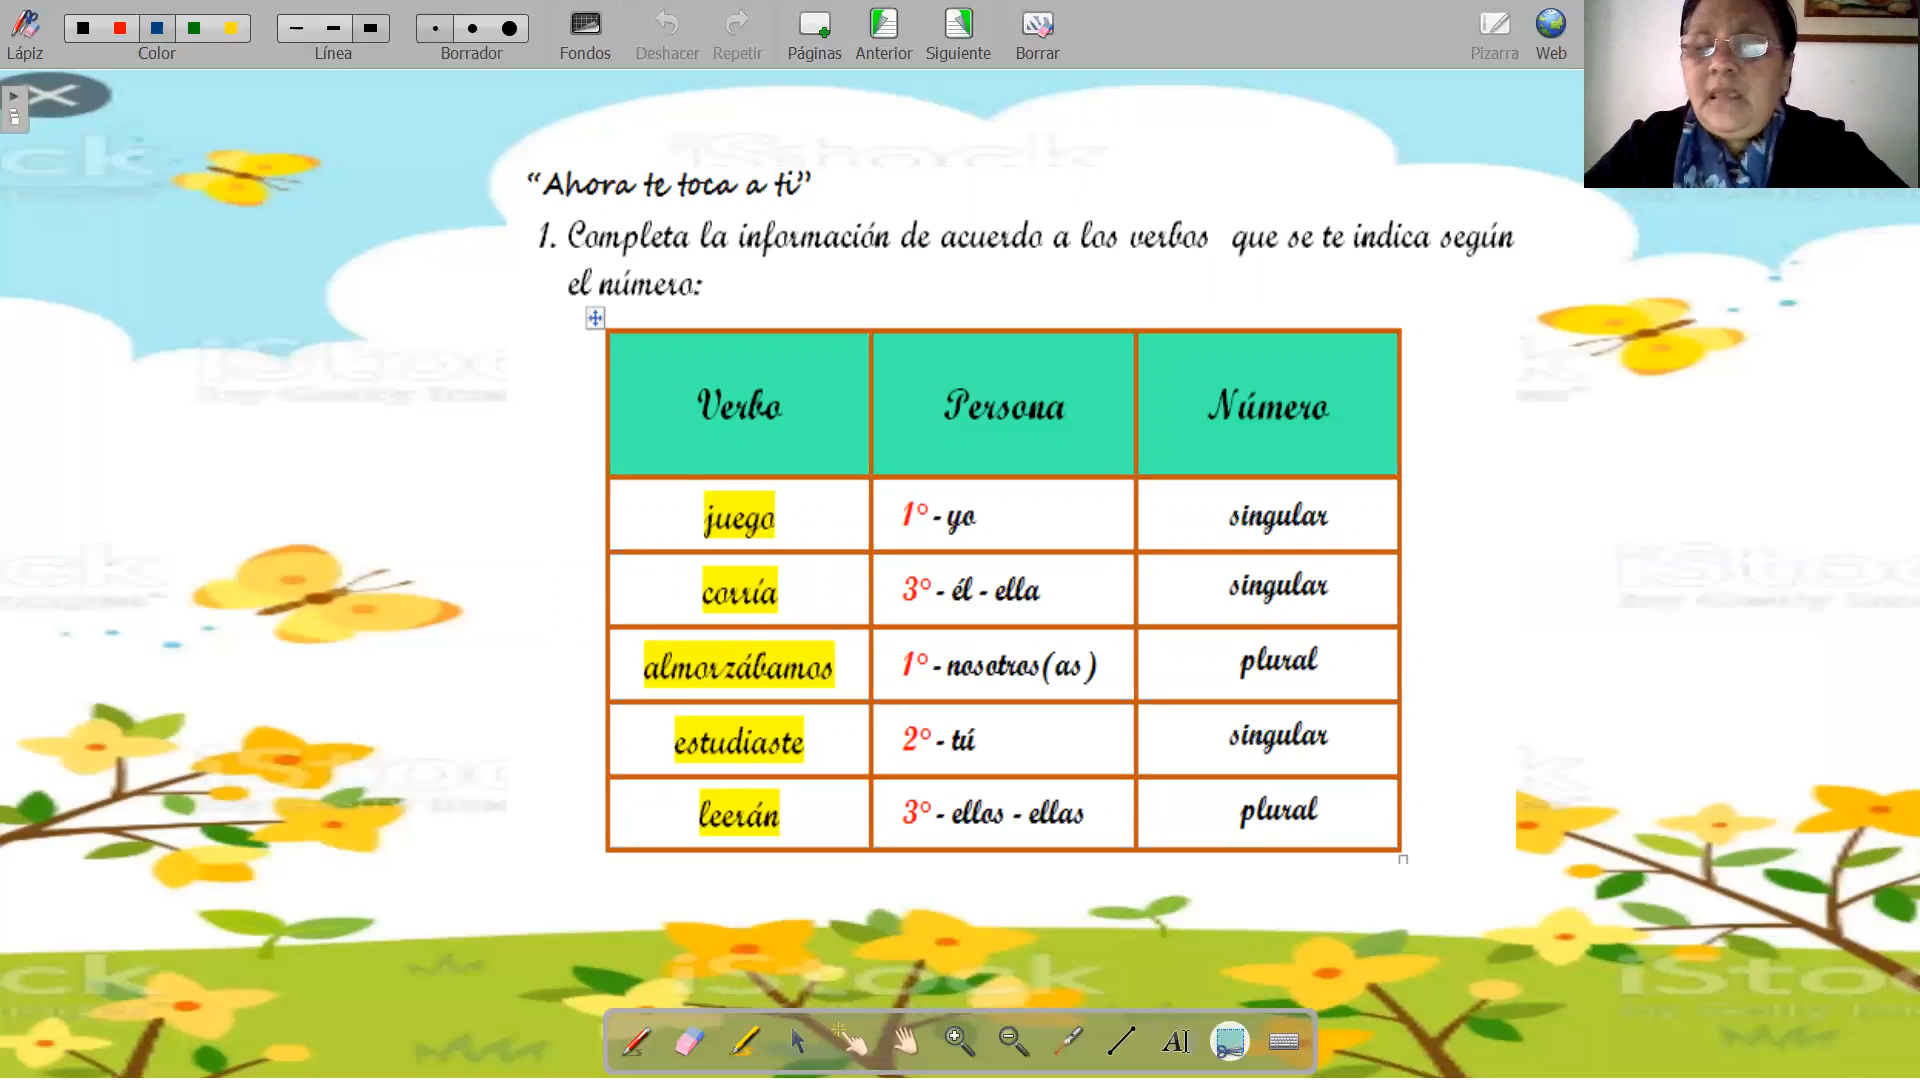 Lápiz
Color
Línea
Borrador
Fondos
Deshacer
Repetir
Páginas
Anterior
Siguiente
Borrar
Pizarra
Web
“Ahora te toca a ti”
1. Completa la información de acuerdo a los verbos que se te indica según
el número:
Verbo Persona Número
juego 1° - yo singular
corría 3° - él - ella singular
almorzábamos 1° - nosotros(as) plural
estudiaste 2° - tú singular
leerán 3° - ellos - ellas plural
iStock
AI